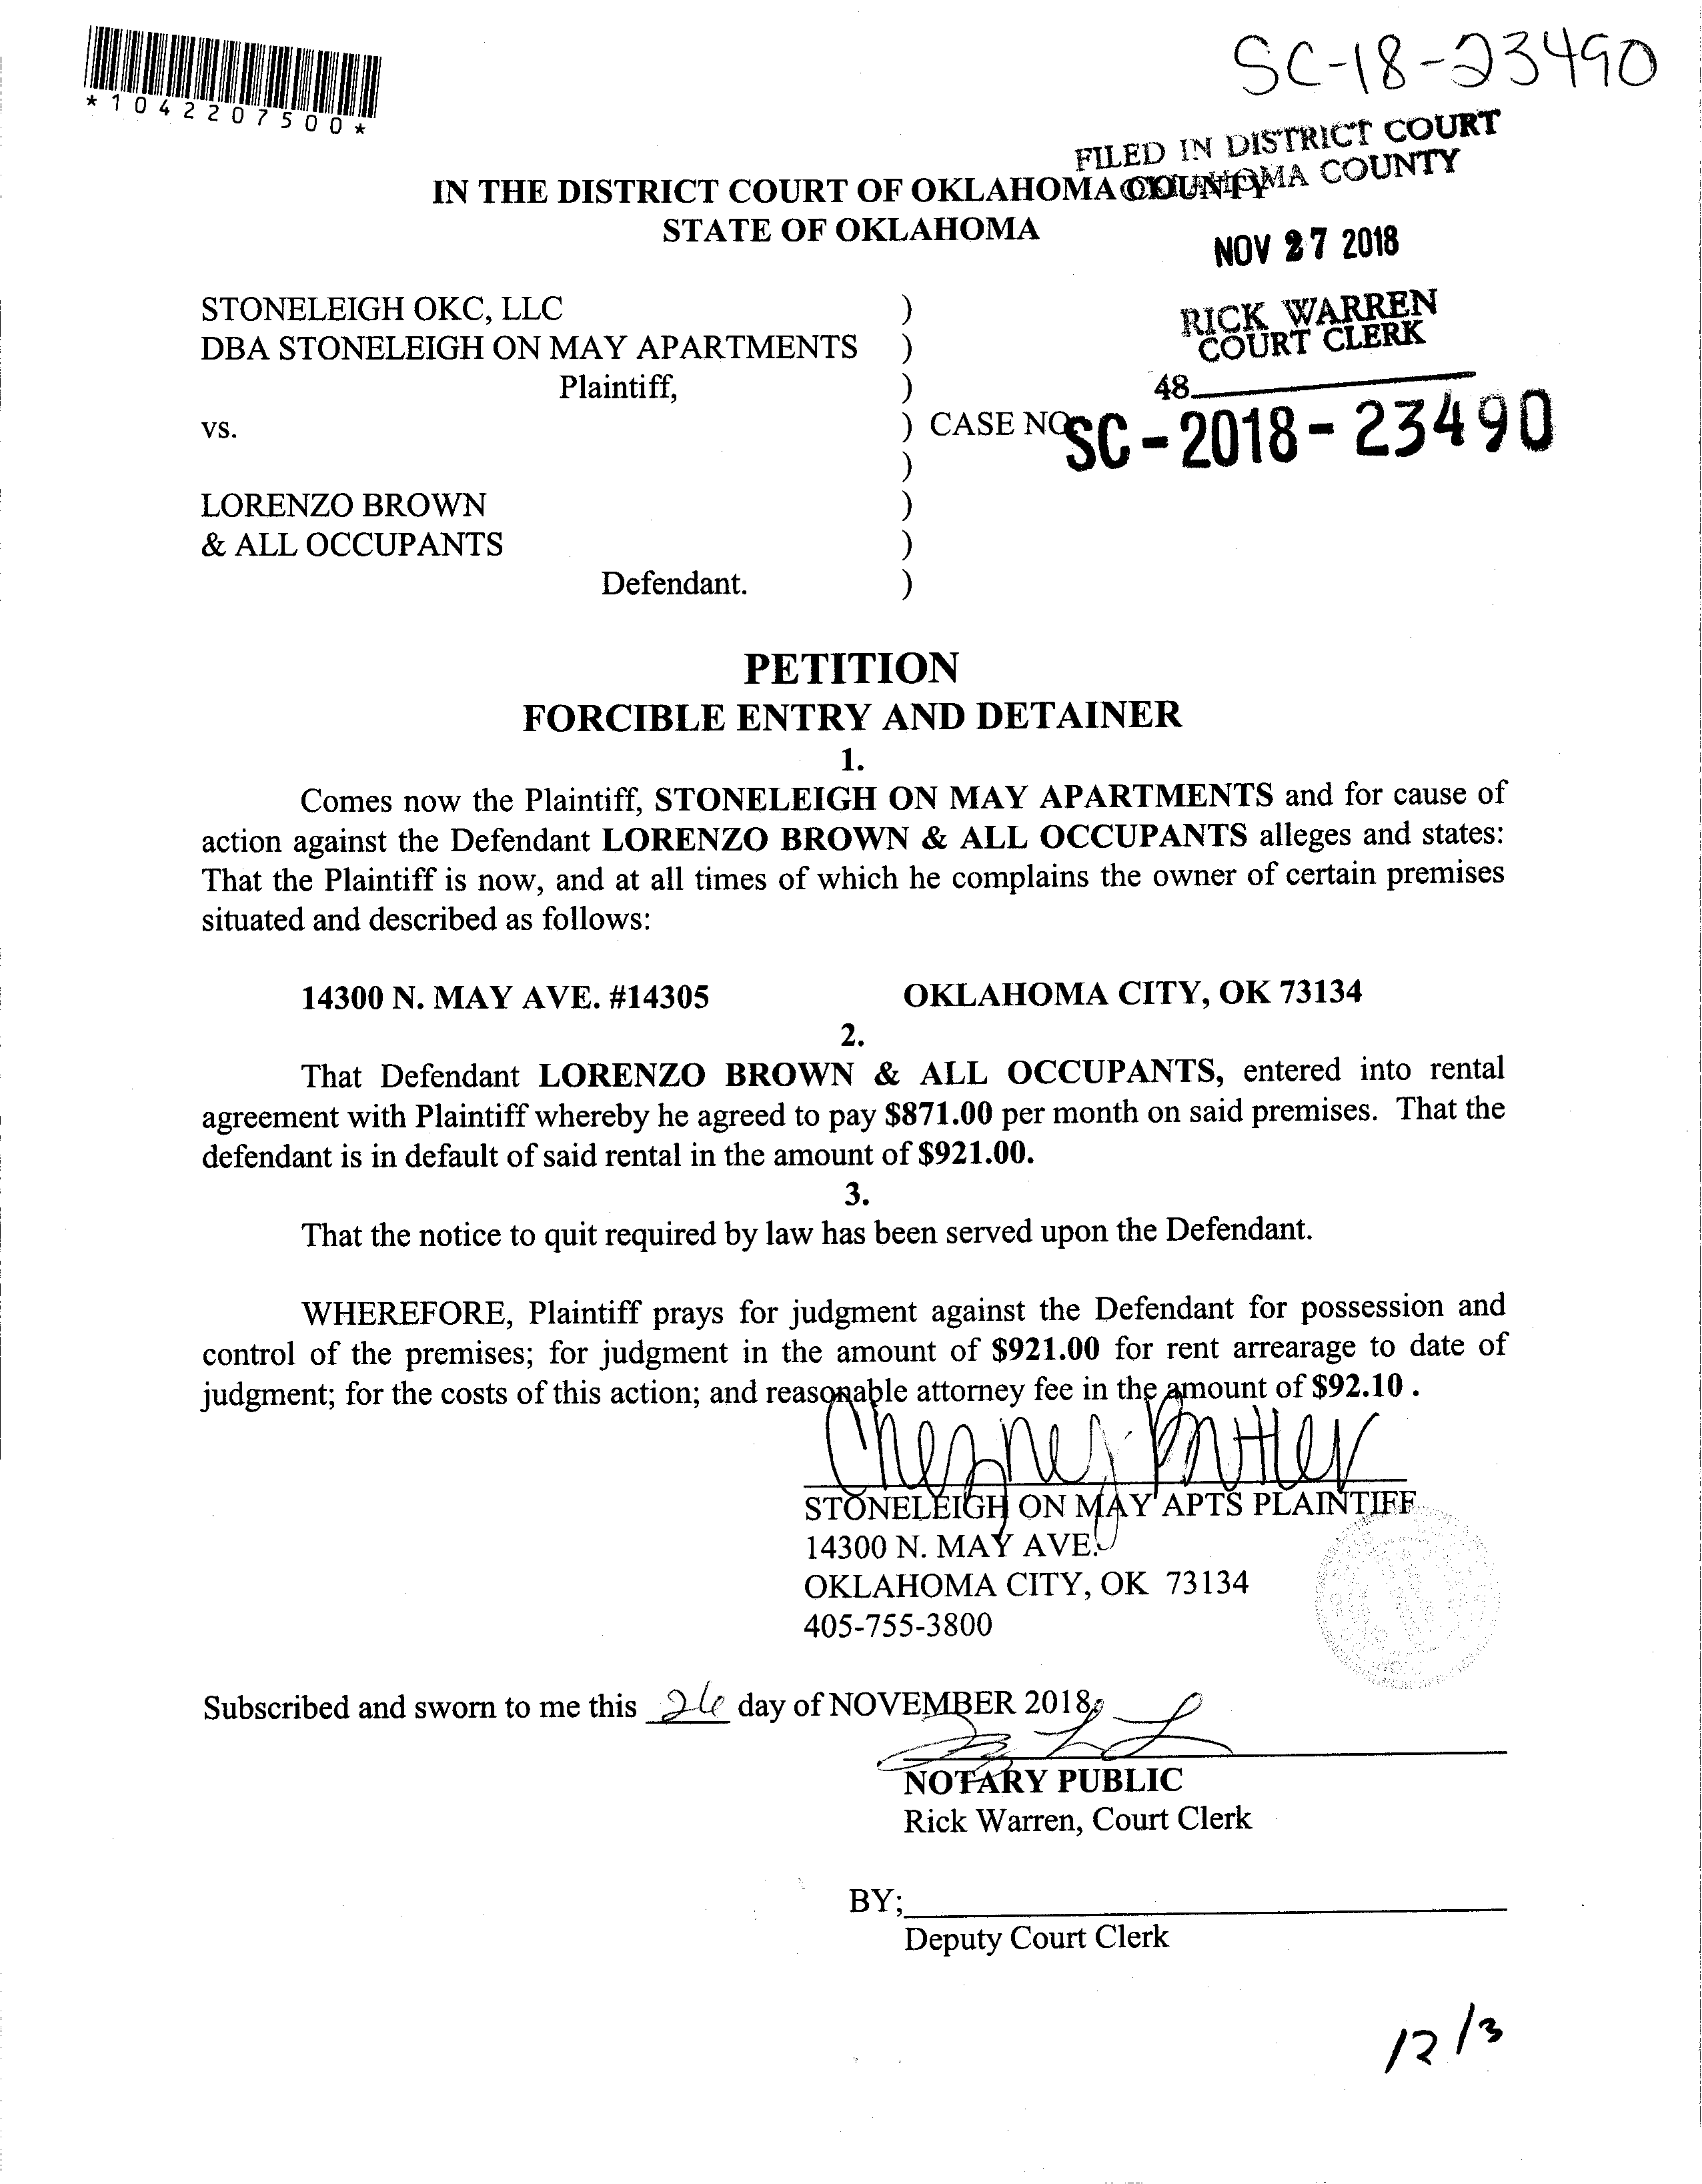 SC-18-23490
*1042207500*
FILED IN DISTRICT COURT
OKLAHOMA COUNTY
IN THE DISTRICT COURT OF OKLAHOMA COUNTY
STATE OF OKLAHOMA
NOV 27 2018
STONELEIGH OKC, LLC )
RICK WARREN
COURT CLERK
DBA STONELEIGH ON MAY APARTMENTS )
Plaintiff, )
48
vs. ) CASE NO
SC-2018-23490
)
LORENZO BROWN )
& ALL OCCUPANTS )
Defendant. )
PETITION
FORCIBLE ENTRY AND DETAINER
1.
Comes now the Plaintiff, STONELEIGH ON MAY APARTMENTS and for cause of
action against the Defendant LORENZO BROWN & ALL OCCUPANTS alleges and states:
That the Plaintiff is now, and at all times of which he complains the owner of certain premises
situated and described as follows:
14300 N. MAY AVE. #14305 OKLAHOMA CITY, OK 73134
2.
That Defendant LORENZO BROWN & ALL OCCUPANTS, entered into rental
agreement with Plaintiff whereby he agreed to pay $871.00 per month on said premises. That the
defendant is in default of said rental in the amount of $921.00.
3.
That the notice to quit required by law has been served upon the Defendant.
WHEREFORE, Plaintiff prays for judgment against the Defendant for possession and
control of the premises; for judgment in the amount of $921.00 for rent arrearage to date of
judgment; for the costs of this action; and reasonable attorney fee in the amount of $92.10 .
STONELEIGH ON MAY APTS PLAINTIFF
14300 N. MAY AVE.
OKLAHOMA CITY, OK 73134
405-755-3800
Subscribed and sworn to me this 26 day of NOVEMBER 2018.
NOTARY PUBLIC
Rick Warren, Court Clerk
BY;
Deputy Court Clerk
12/3